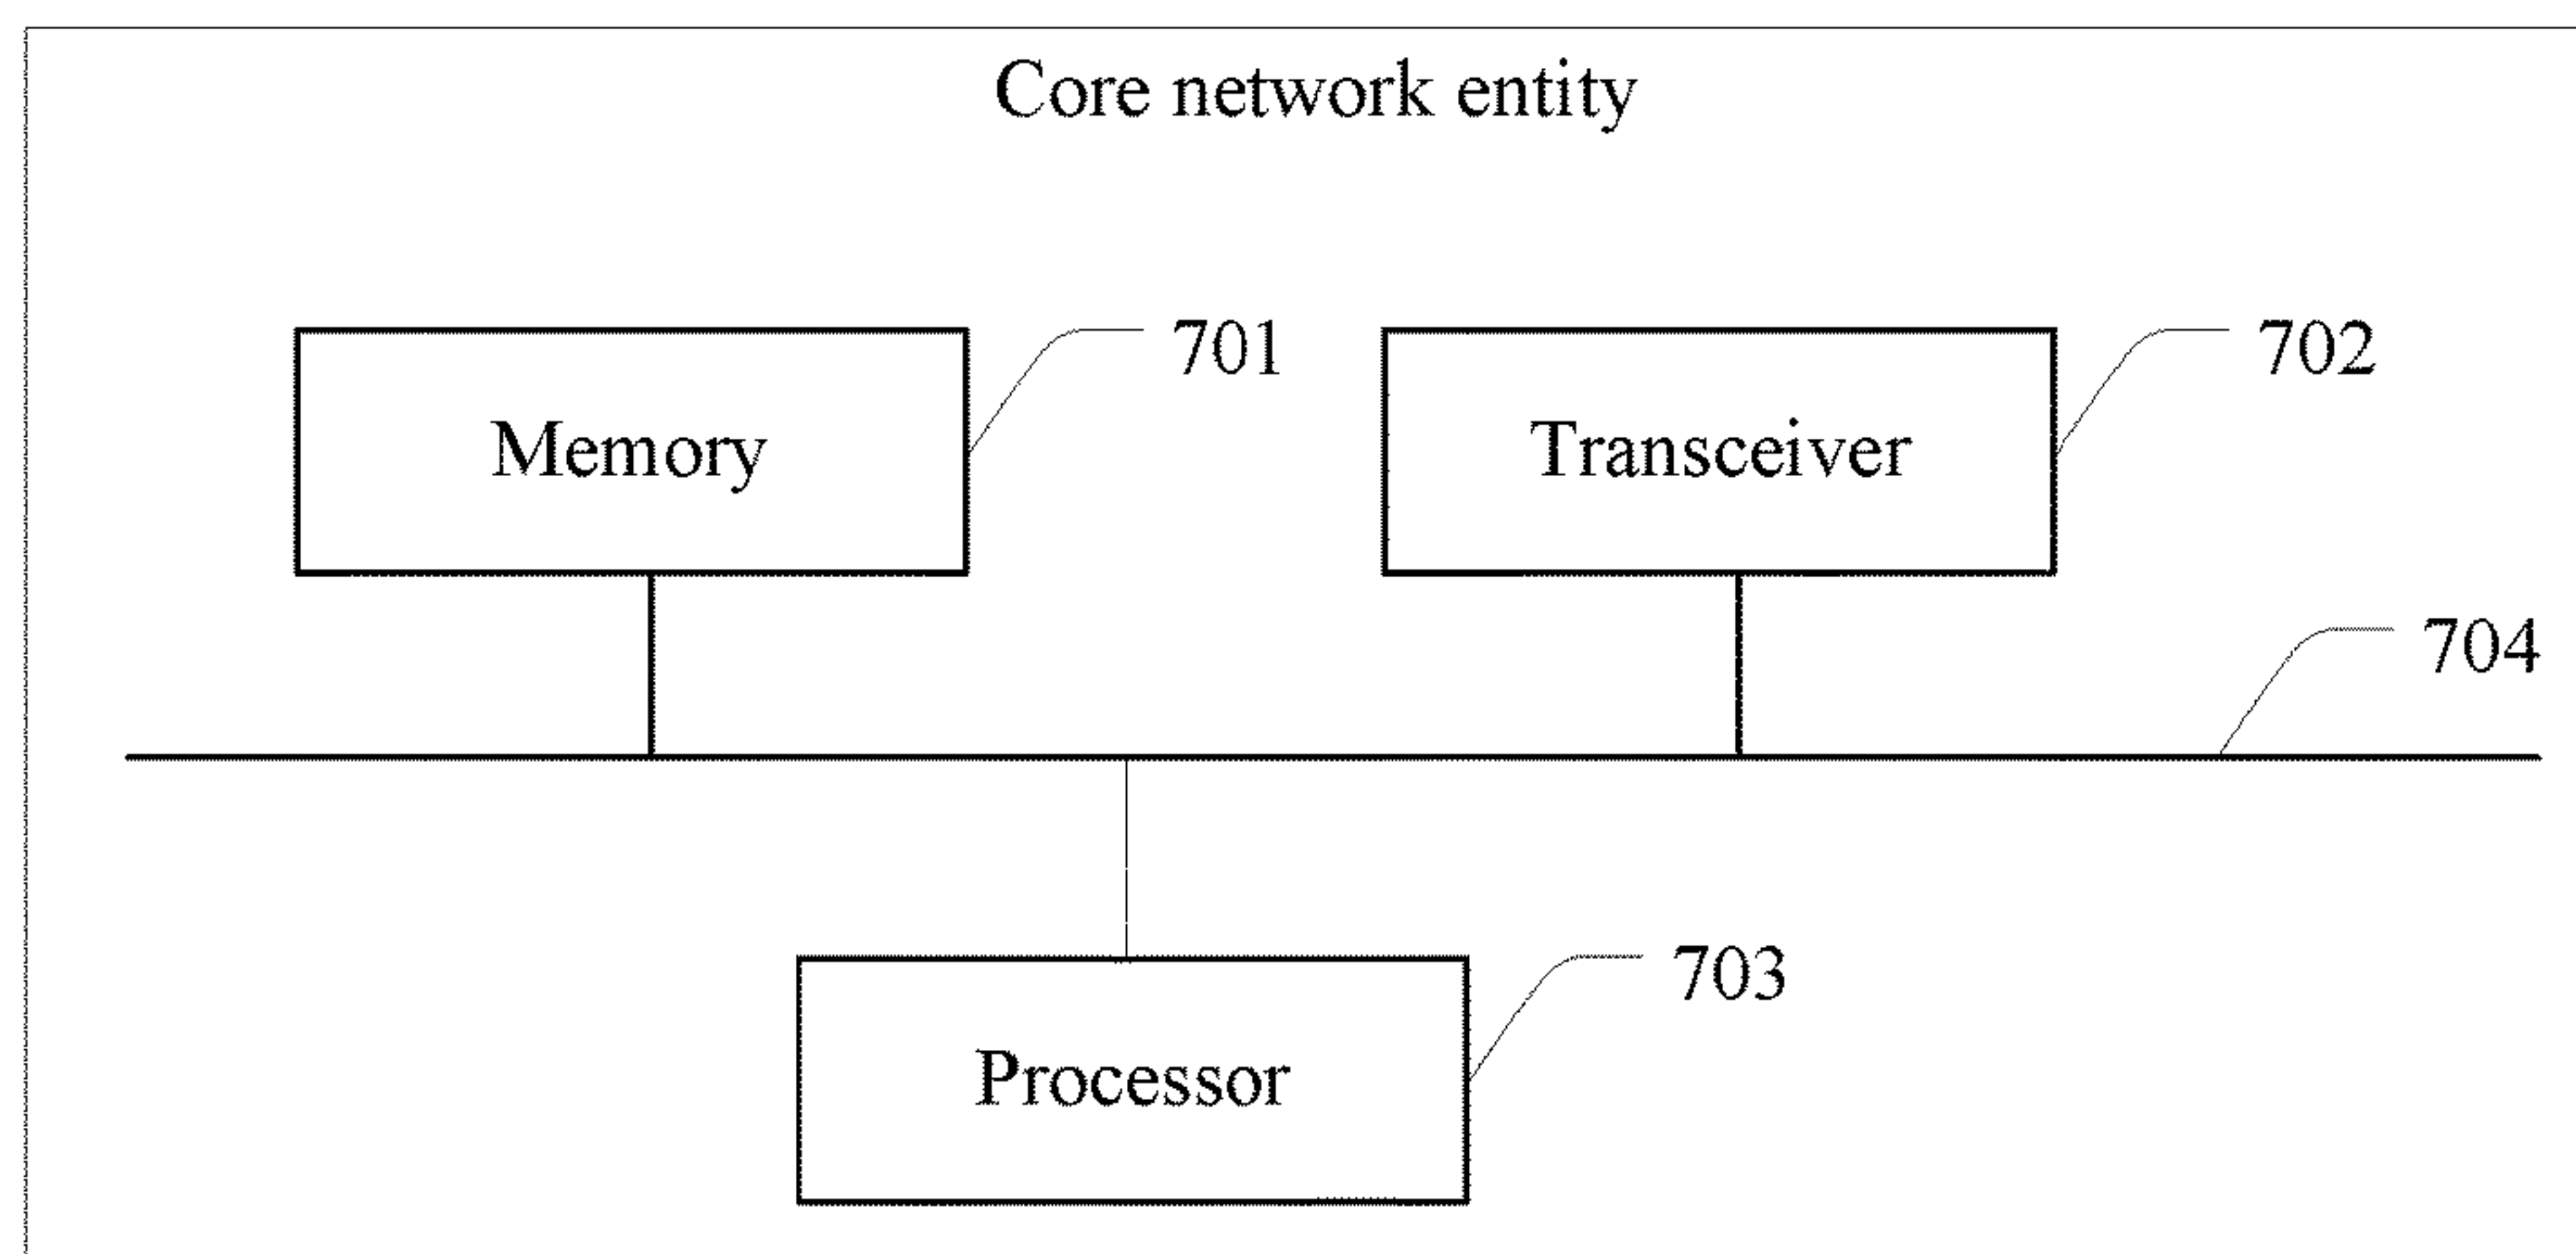 Core network entity
701
702
Memory
Transceiver
704
703
Processor